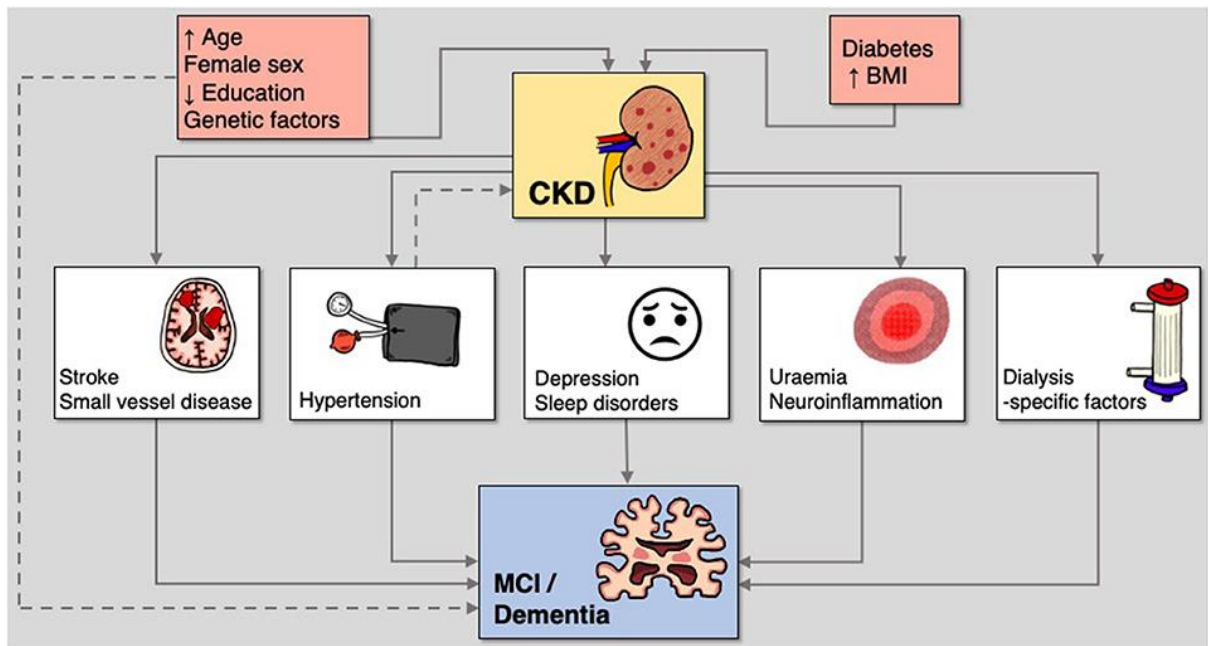 ↑ Age
Female sex
↓ Education
Genetic factors
Diabetes
↑ BMI
CKD
Stroke
Small vessel disease
Hypertension
Depression
Sleep disorders
Uraemia
Neuroinflammation
Dialysis
-specific factors
MCI /
Dementia